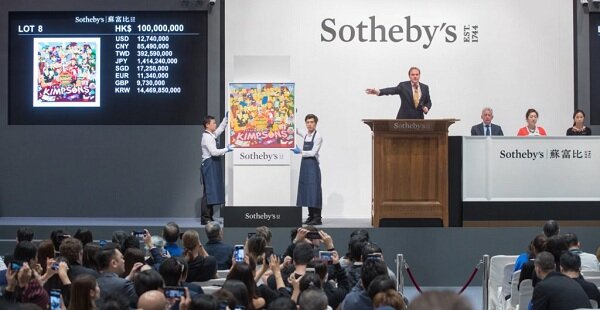 Sotheby's 蘇富比
LOT 8 HK$ 100,000,000
USD 12,740,000
CNY 85,490,000
TWD 392,590,000
JPY 1,414,240,000
SGD 17,250,000
EUR 11,340,000
GBP 9,730,000
KRW 14,469,850,000
KIMPSONS
Sotheby's EST. 1744
KIMPSONS
Sotheby's
Sotheby's
Sotheby's 蘇富比